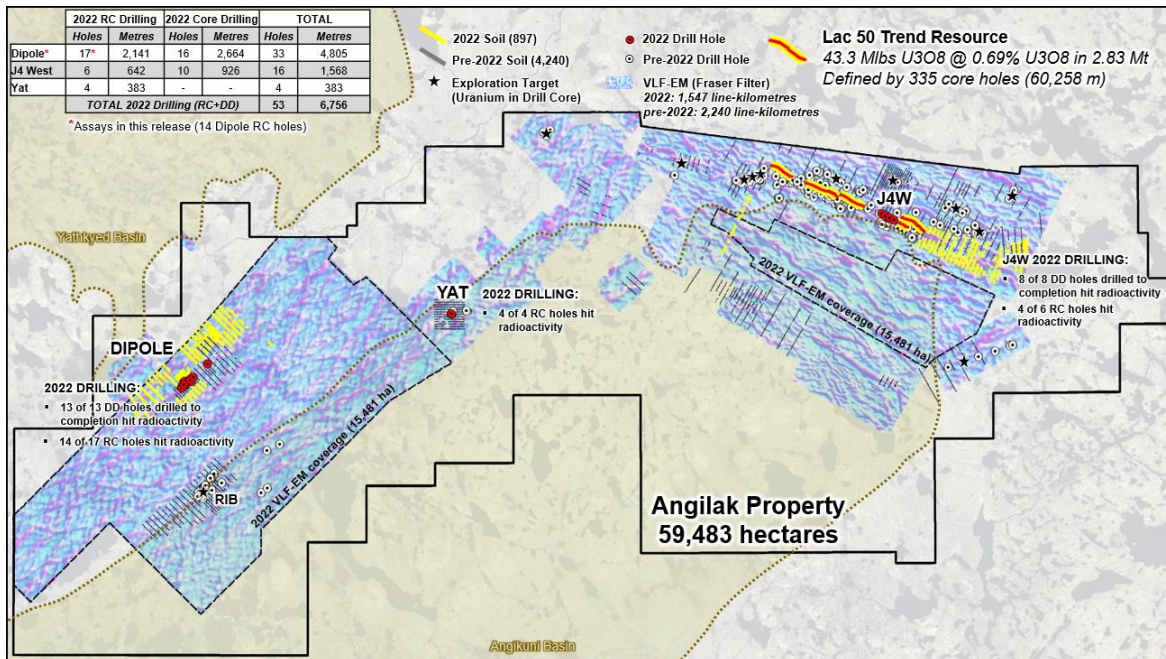 2022 RC Drilling 2022 Core Drilling TOTAL
Holes Metres Holes Metres Holes Metres
Dipole* 17* 2,141 16 2,664 33 4,805
J4 West 6 642 10 926 16 1,568
Yat 4 383 - - 4 383
TOTAL 2022 Drilling (RC+DD) 53 6,756
*Assays in this release (14 Dipole RC holes)
2022 Soil (897)
Pre-2022 Soil (4,240)
Exploration Target
(Uranium in Drill Core)
2022 Drill Hole
Pre-2022 Drill Hole
VLF-EM (Fraser Filter)
2022: 1,547 line-kilometres
pre-2022: 2,240 line-kilometres
Lac 50 Trend Resource
43.3 Mlbs U3O8 @ 0.69% U3O8 in 2.83 Mt
Defined by 335 core holes (60,258 m)
Yathkyed Basin
J4W
J4W 2022 DRILLING:
▪ 8 of 8 DD holes drilled to
completion hit radioactivity
▪ 4 of 6 RC holes hit
radioactivity
2022 VLF-EM coverage (15,481 ha)
YAT
2022 DRILLING:
▪ 4 of 4 RC holes hit
radioactivity
DIPOLE
2022 DRILLING:
▪ 13 of 13 DD holes drilled to
completion hit radioactivity
▪ 14 of 17 RC holes hit radioactivity
RIB
2022 VLF-EM coverage (15,481 ha)
Angilak Property
59,483 hectares
Angikuni Basin